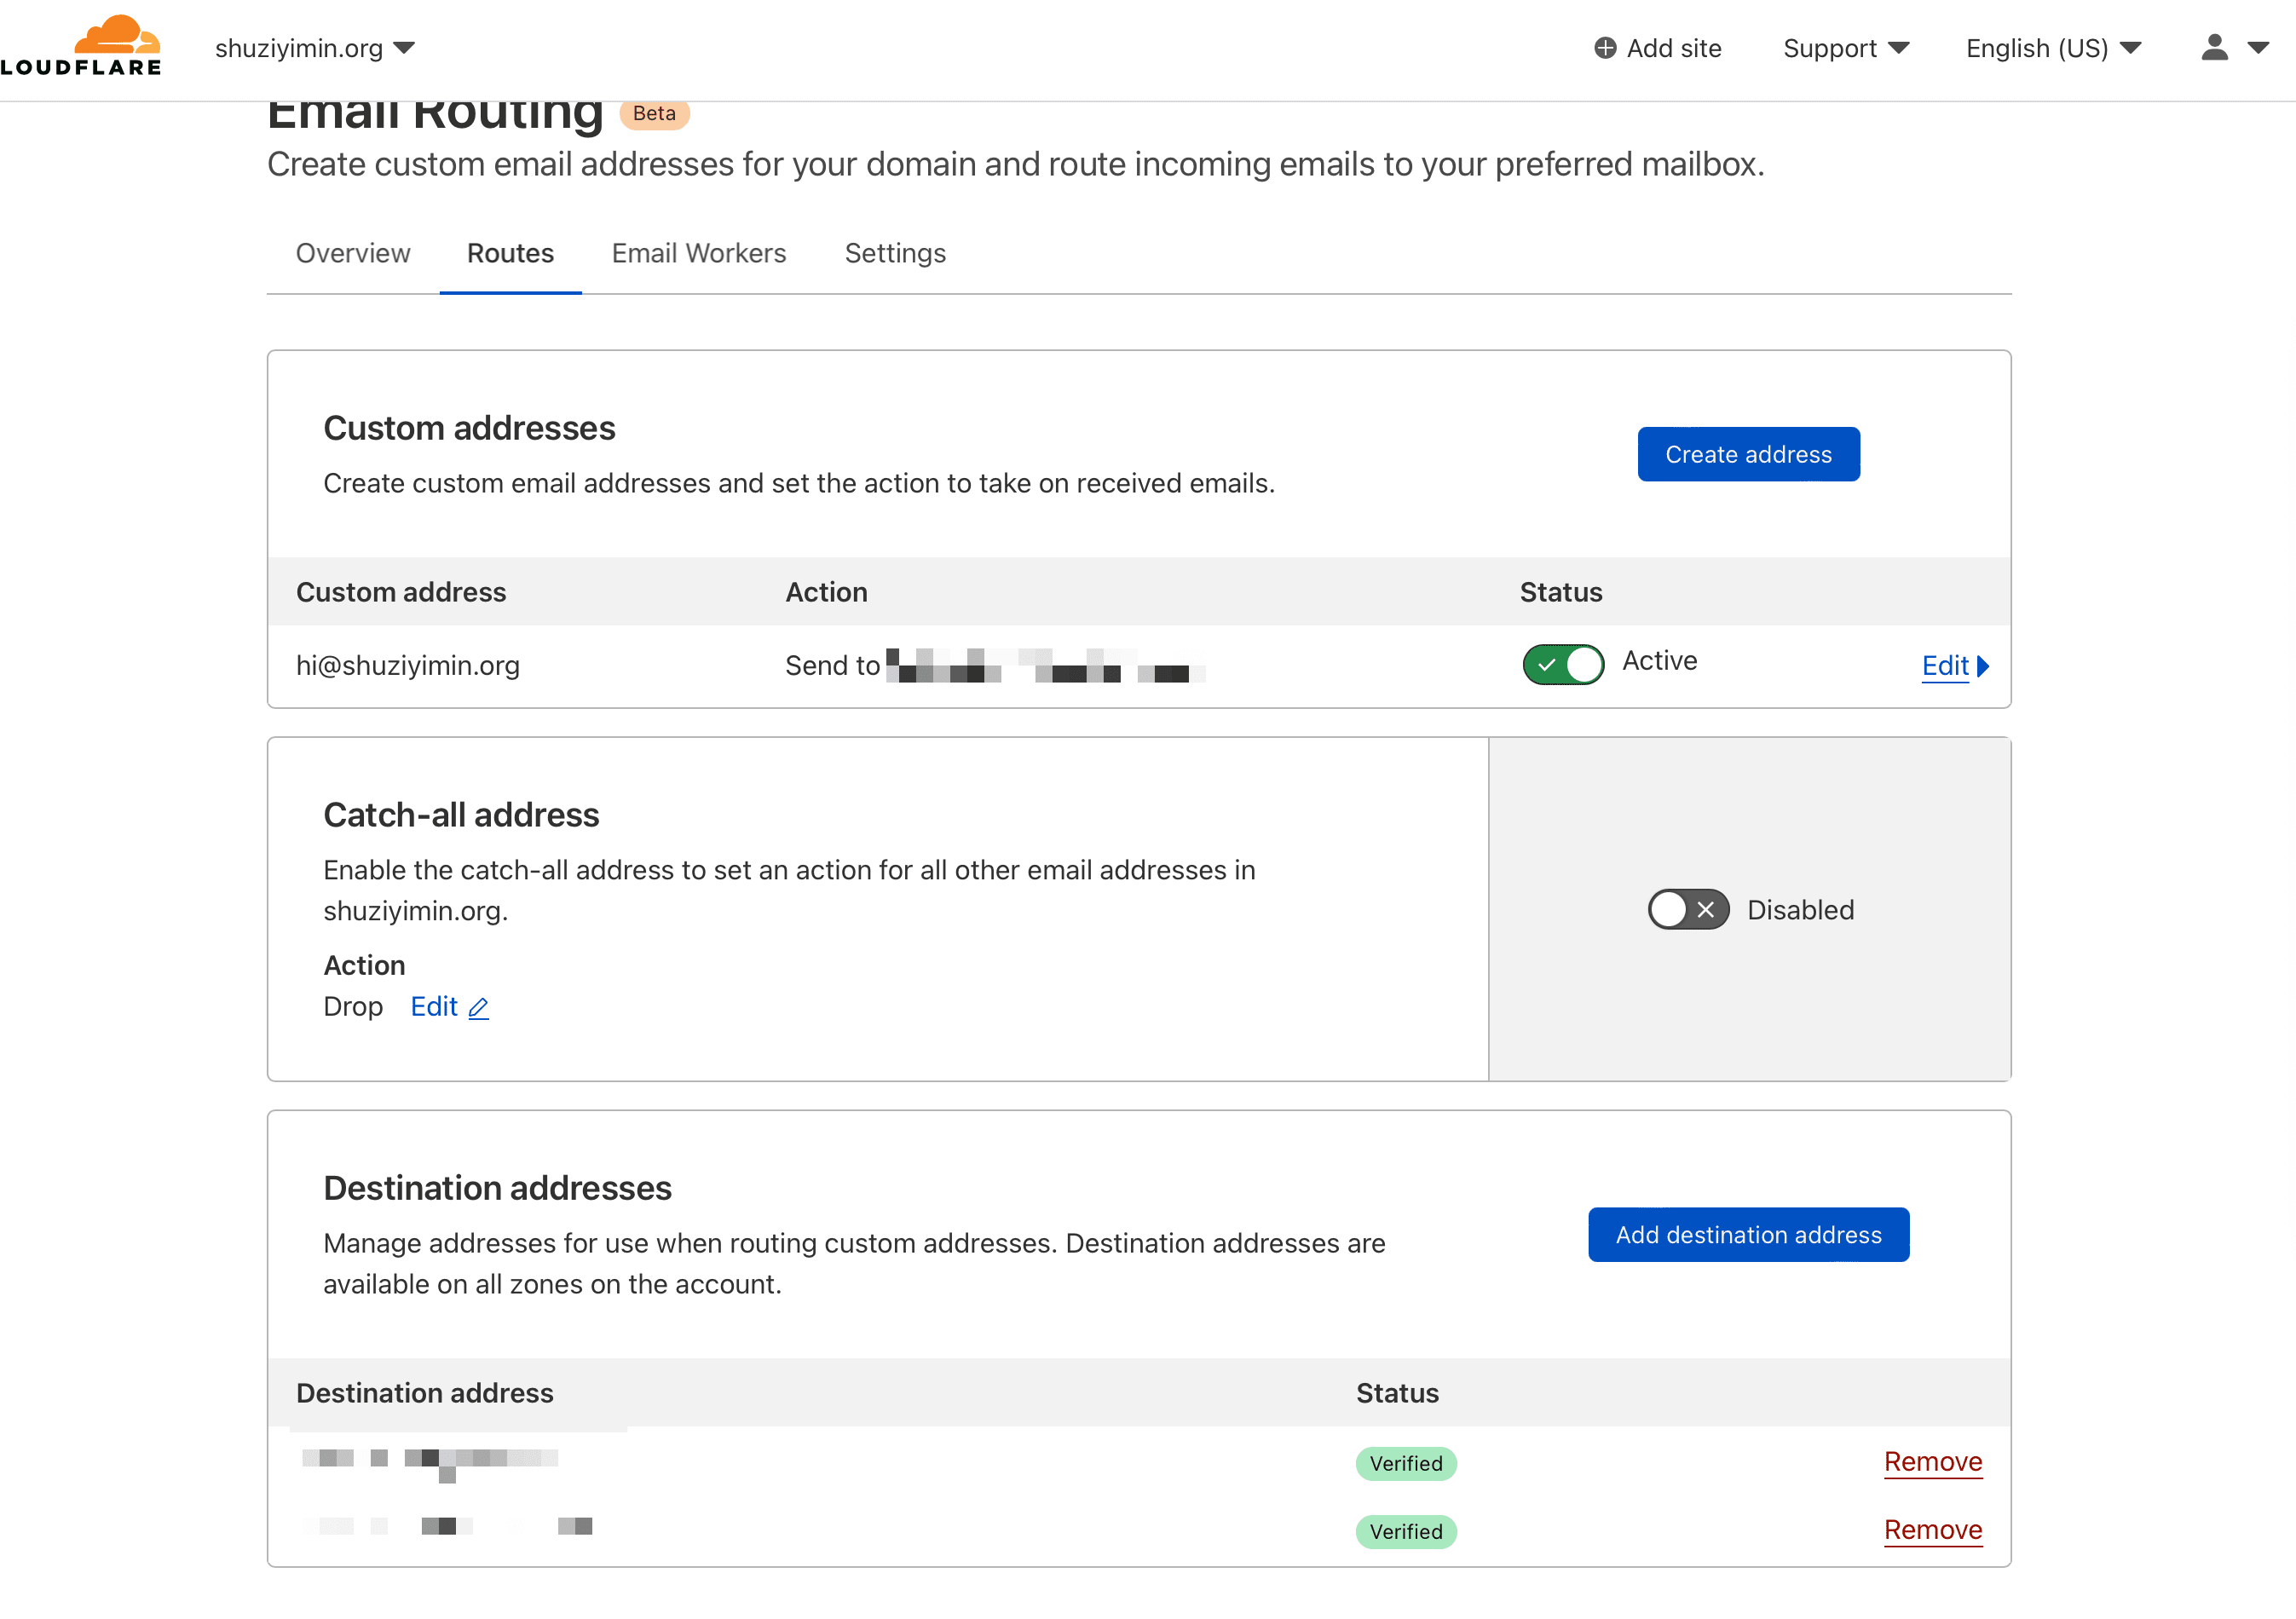 LOUDFLARE
shuziyimin.org
Add site
Support
English (US)
Email Routing Beta
Create custom email addresses for your domain and route incoming emails to your preferred mailbox.
Overview Routes Email Workers Settings
Custom addresses
Create custom email addresses and set the action to take on received emails.
Create address
Custom address Action Status
hi@shuziyimin.org Send to Active Edit
Catch-all address
Enable the catch-all address to set an action for all other email addresses in
shuziyimin.org.
Action
Drop Edit
Disabled
Destination addresses
Manage addresses for use when routing custom addresses. Destination addresses are
available on all zones on the account.
Add destination address
Destination address Status
Verified Remove
Verified Remove